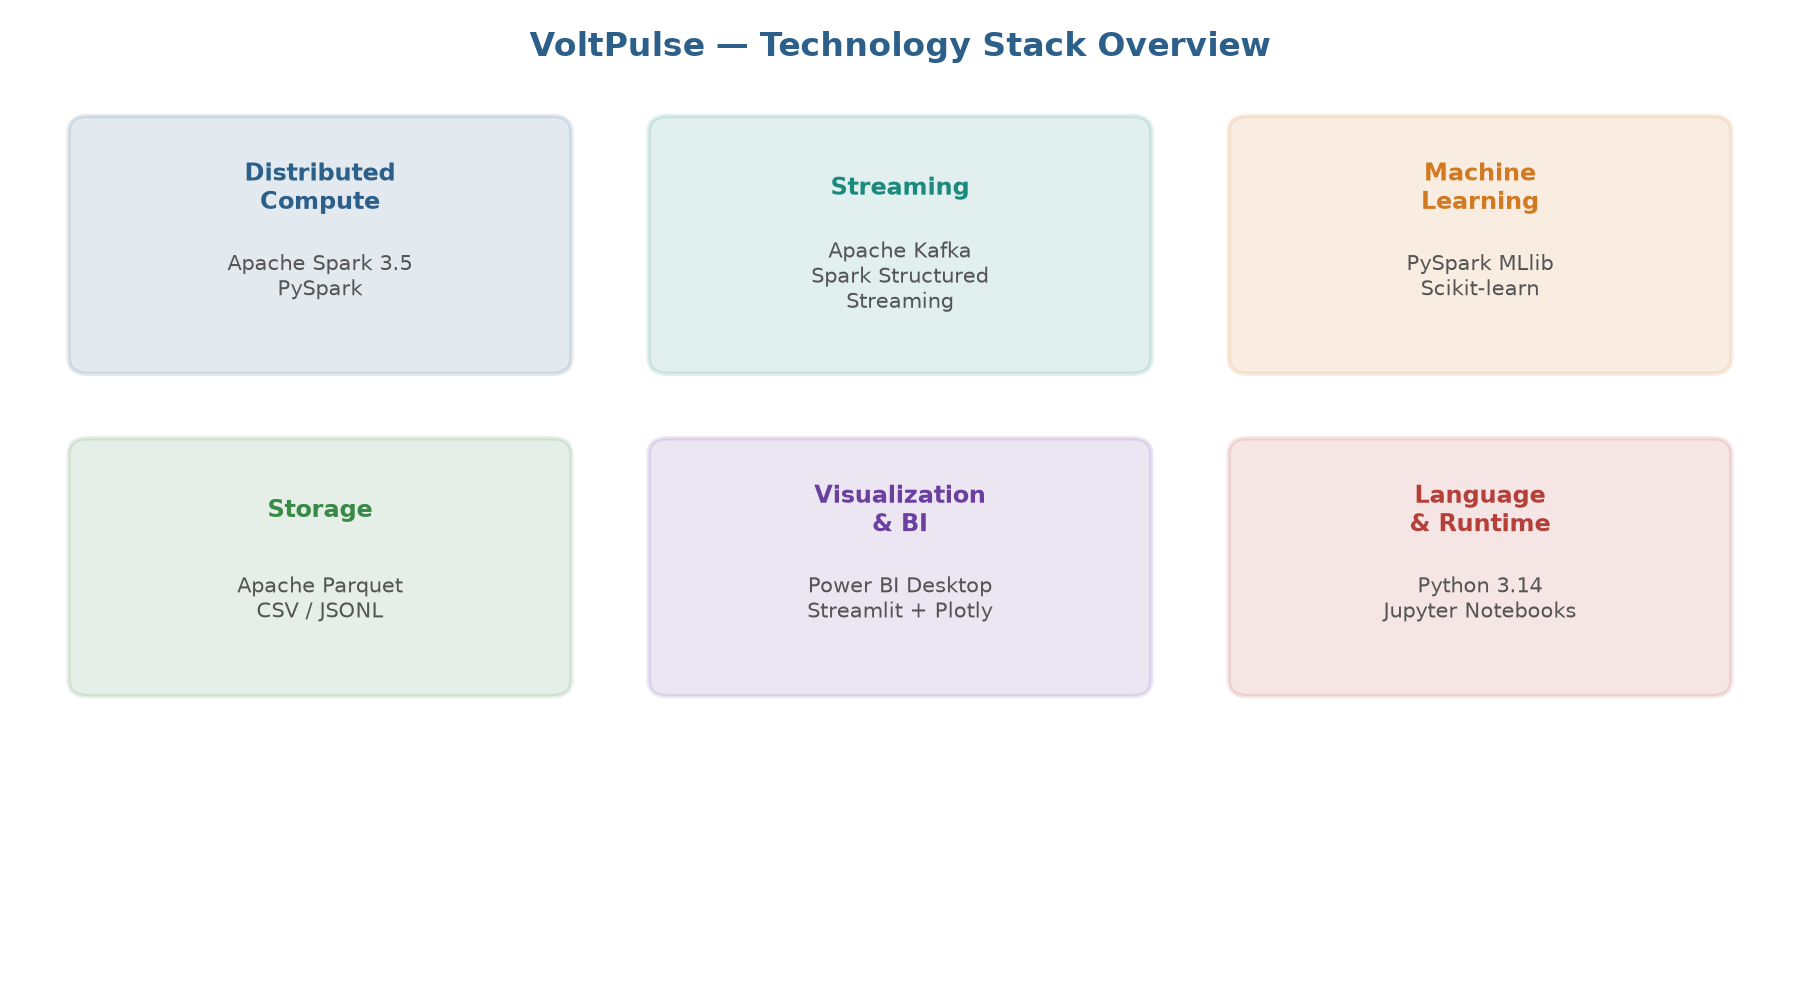 VoltPulse — Technology Stack Overview
Distributed
Compute
Apache Spark 3.5
PySpark
Streaming
Apache Kafka
Spark Structured
Streaming
Machine
Learning
PySpark MLlib
Scikit-learn
Storage
Apache Parquet
CSV / JSONL
Visualization
& BI
Power BI Desktop
Streamlit + Plotly
Language
& Runtime
Python 3.14
Jupyter Notebooks